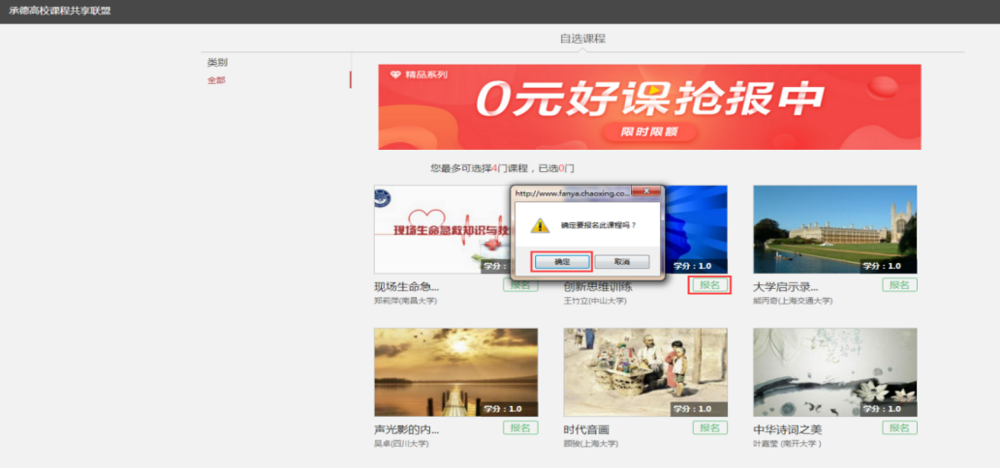 承德高校课程共享联盟
自选课程
类别
全部
精品系列
0元好课抢报中
限时限额
您最多可选择4门课程，已选0门
http://www.fanya.chaoxing.co...
确定要报名此课程吗？
确定
取消
现场生命急救知识与技
学分：
学分：1.0
学分：1.0
现场生命急...
报名
郑莉萍(南昌大学)
创新思维训练
报名
王竹立(中山大学)
大学启示录...
报名
熊丙奇(上海交通大学)
学分：1.0
学分：1.0
学分：1.0
声光影的内...
报名
吴卓(四川大学)
时代音画
报名
顾骏(上海大学)
中华诗词之美
报名
叶嘉莹 (南开大学 )